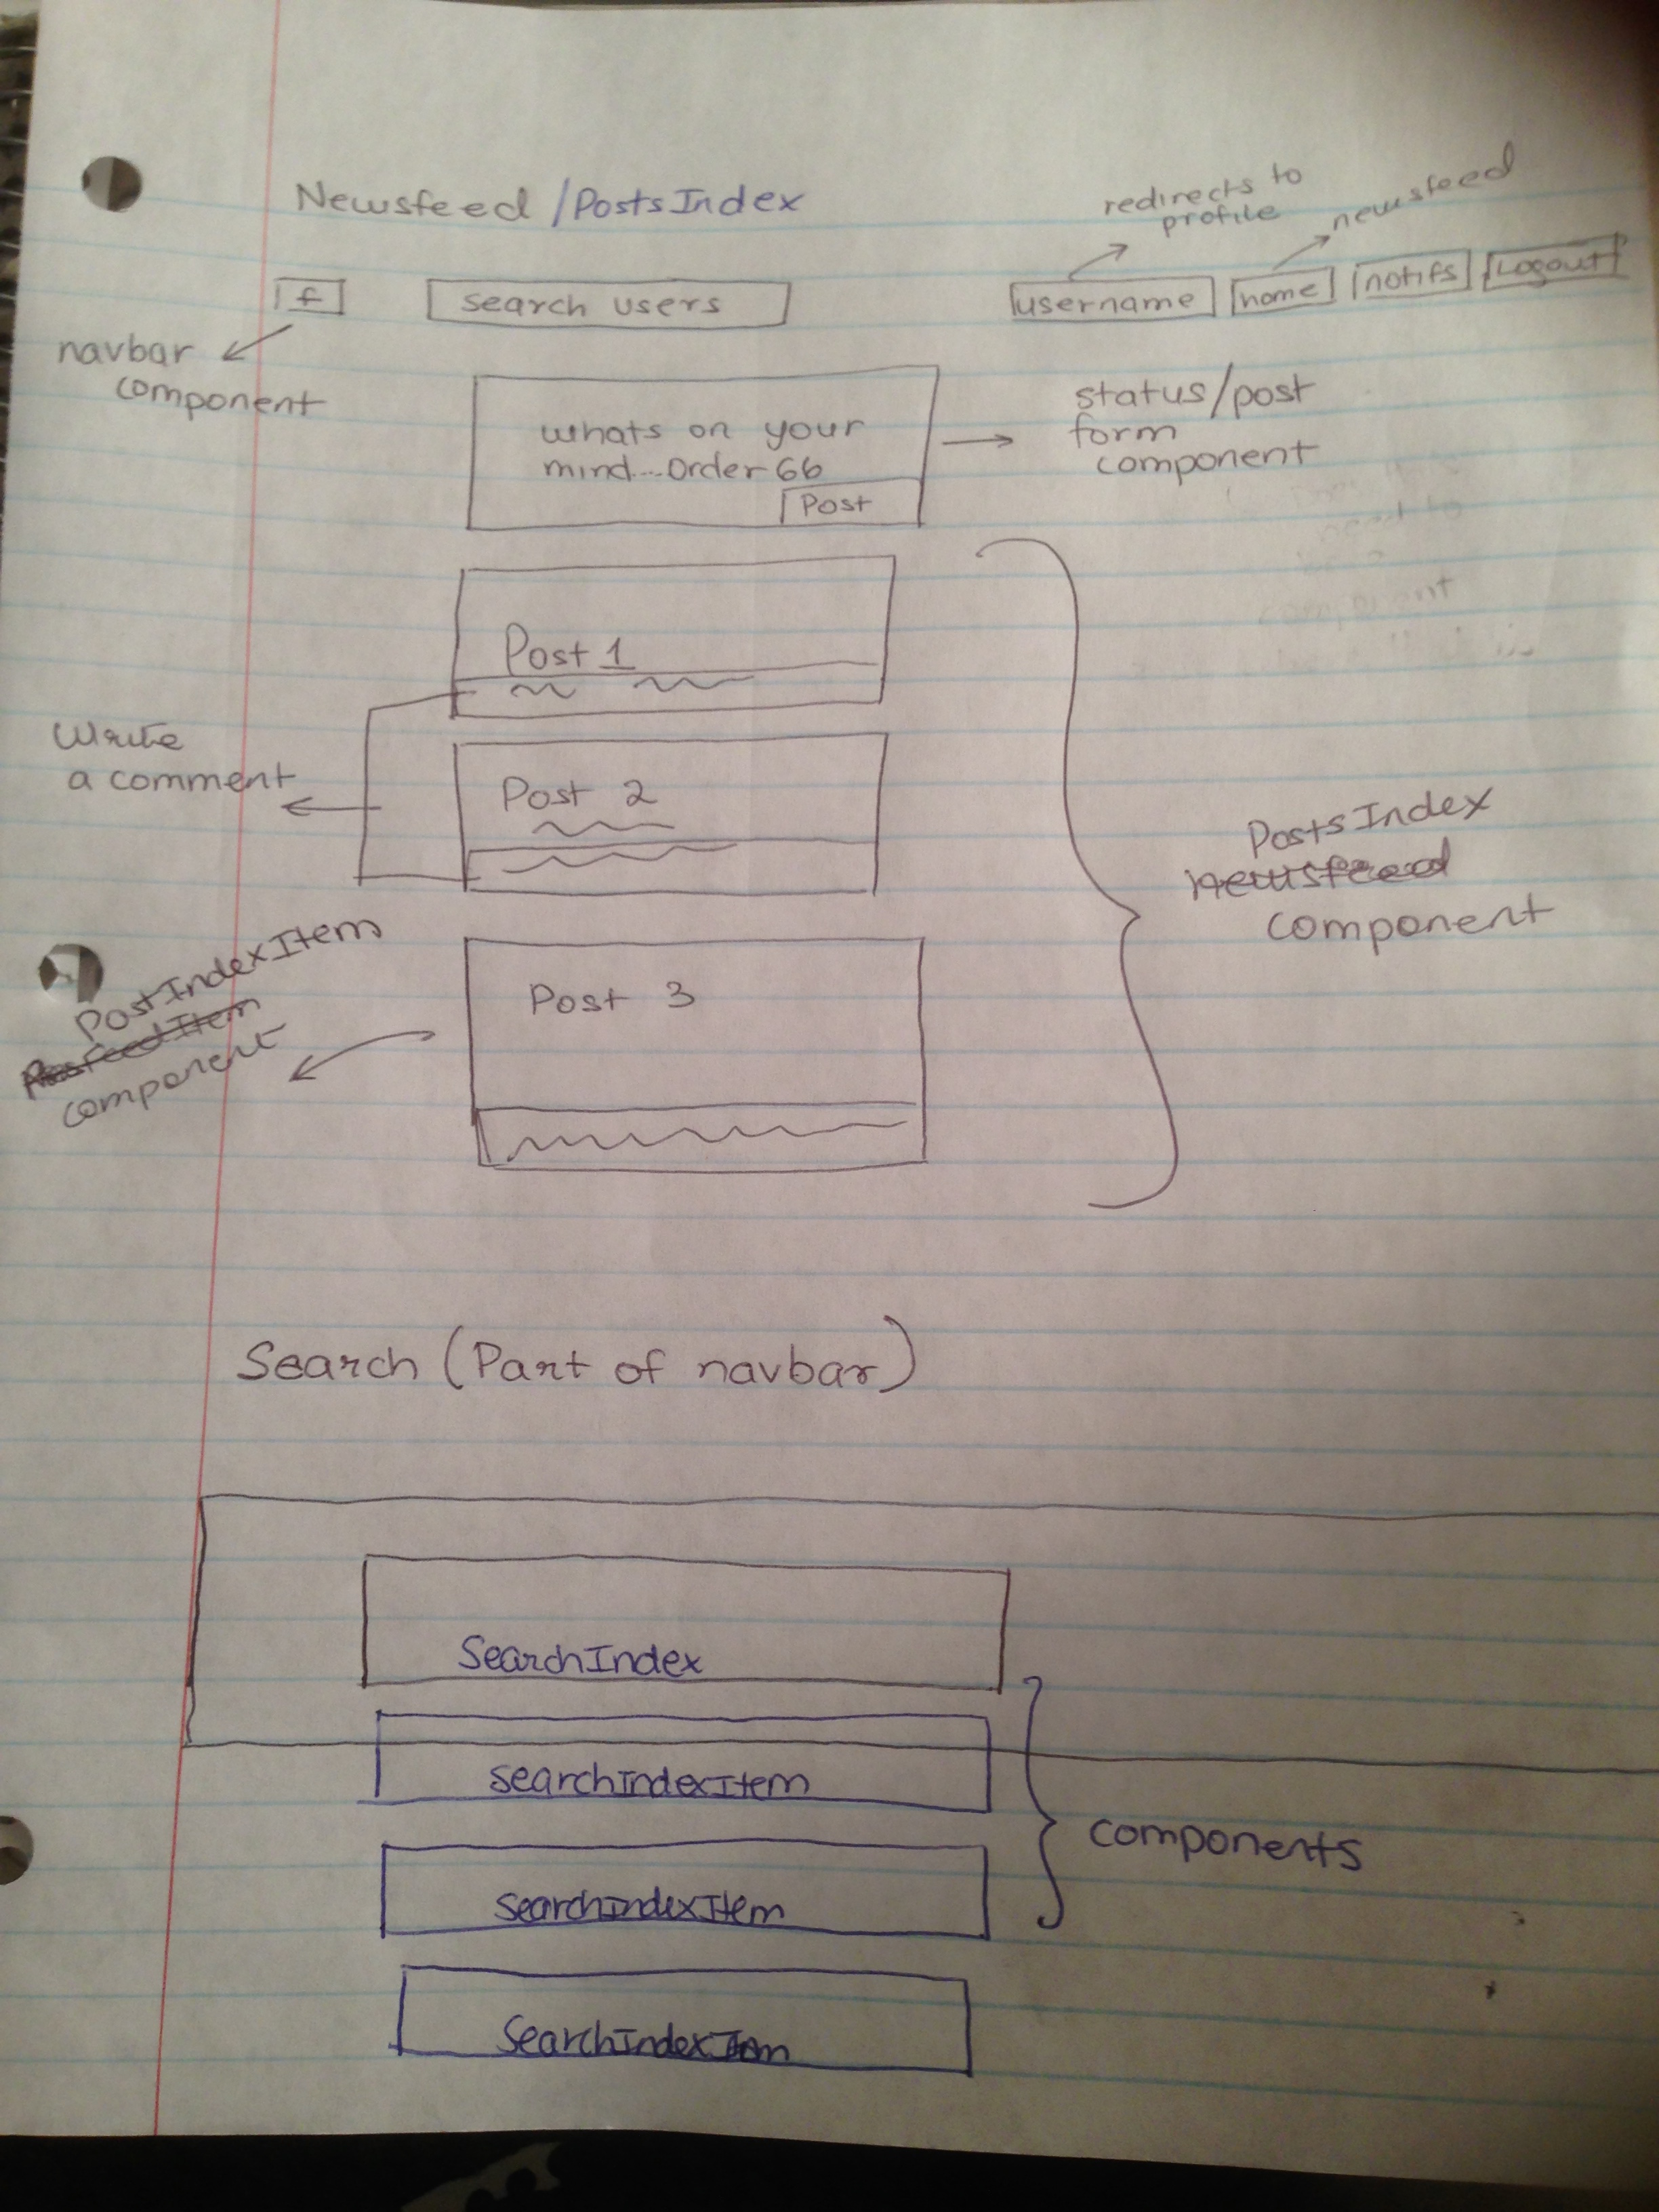 Newsfeed/PostsIndex
redirects to
profile
newsfeed
f
search users
username
home
notifs
Logout
navbar
component
whats on your
mind...Order 66
Post
status/post
form
component
Post 1
Write
a comment
Post 2
PostsIndex
newsfeed
component
PostIndexItem
FeedItem
component
Post 3
Search (Part of navbar)
SearchIndex
SearchIndexItem
SearchIndexItem
components
SearchIndexItem